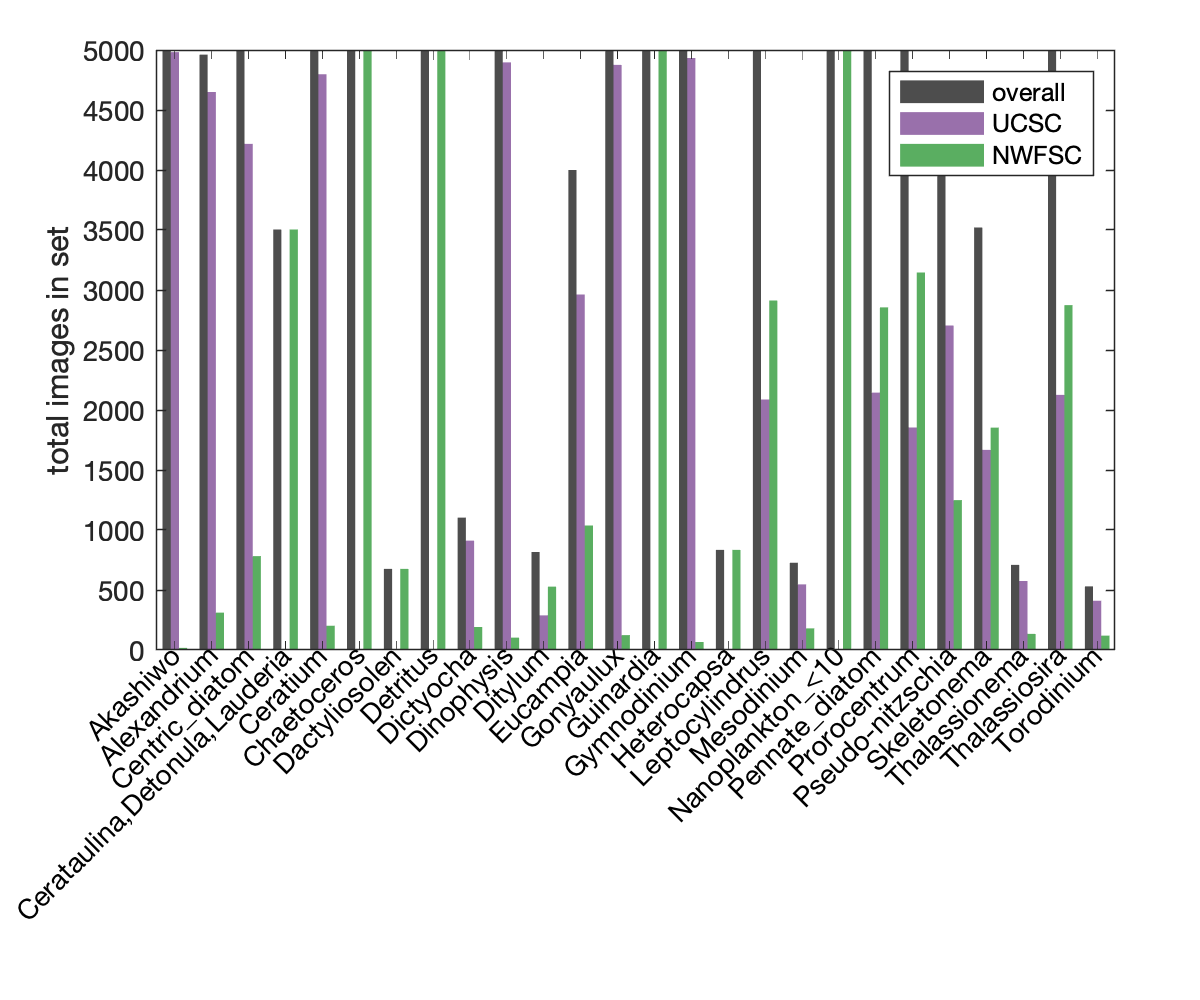 total images in set
5000
4500
4000
3500
3000
2500
2000
1500
1000
500
0
overall
UCSC
NWFSC
Akashiwo
Alexandrium
Centric_diatom
Cerataulina,Detonula,Lauderia
Ceratium
Chaetoceros
Dactyliosolen
Detritus
Dictyocha
Dinophysis
Ditylum
Eucampia
Gonyaulux
Guinardia
Gymnodinium
Heterocapsa
Leptocylindrus
Mesodinium
Nanoplankton_<10
Pennate_diatom
Prorocentrum
Pseudo-nitzschia
Skeletonema
Thalassionema
Thalassiosira
Torodinium